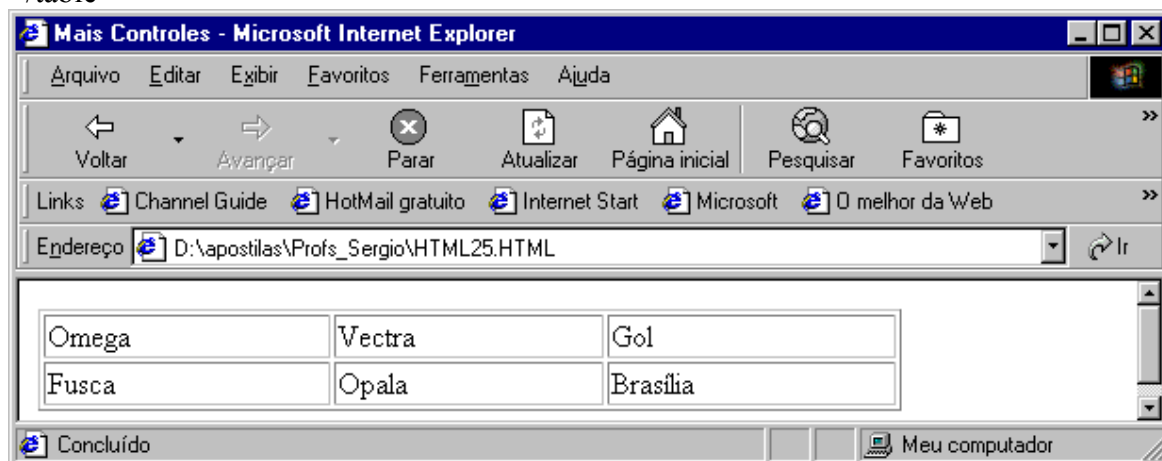 Mais Controles - Microsoft Internet Explorer
Arquivo Editar Exibir Favoritos Ferramentas Ajuda
Voltar Avançar Parar Atualizar Página inicial Pesquisar Favoritos »
Links Channel Guide HotMail gratuito Internet Start Microsoft O melhor da Web »
Endereço D:\apostilas\Profs_Sergio\HTML25.HTML Ir
Omega Vectra Gol
Fusca Opala Brasília
Concluído Meu computador